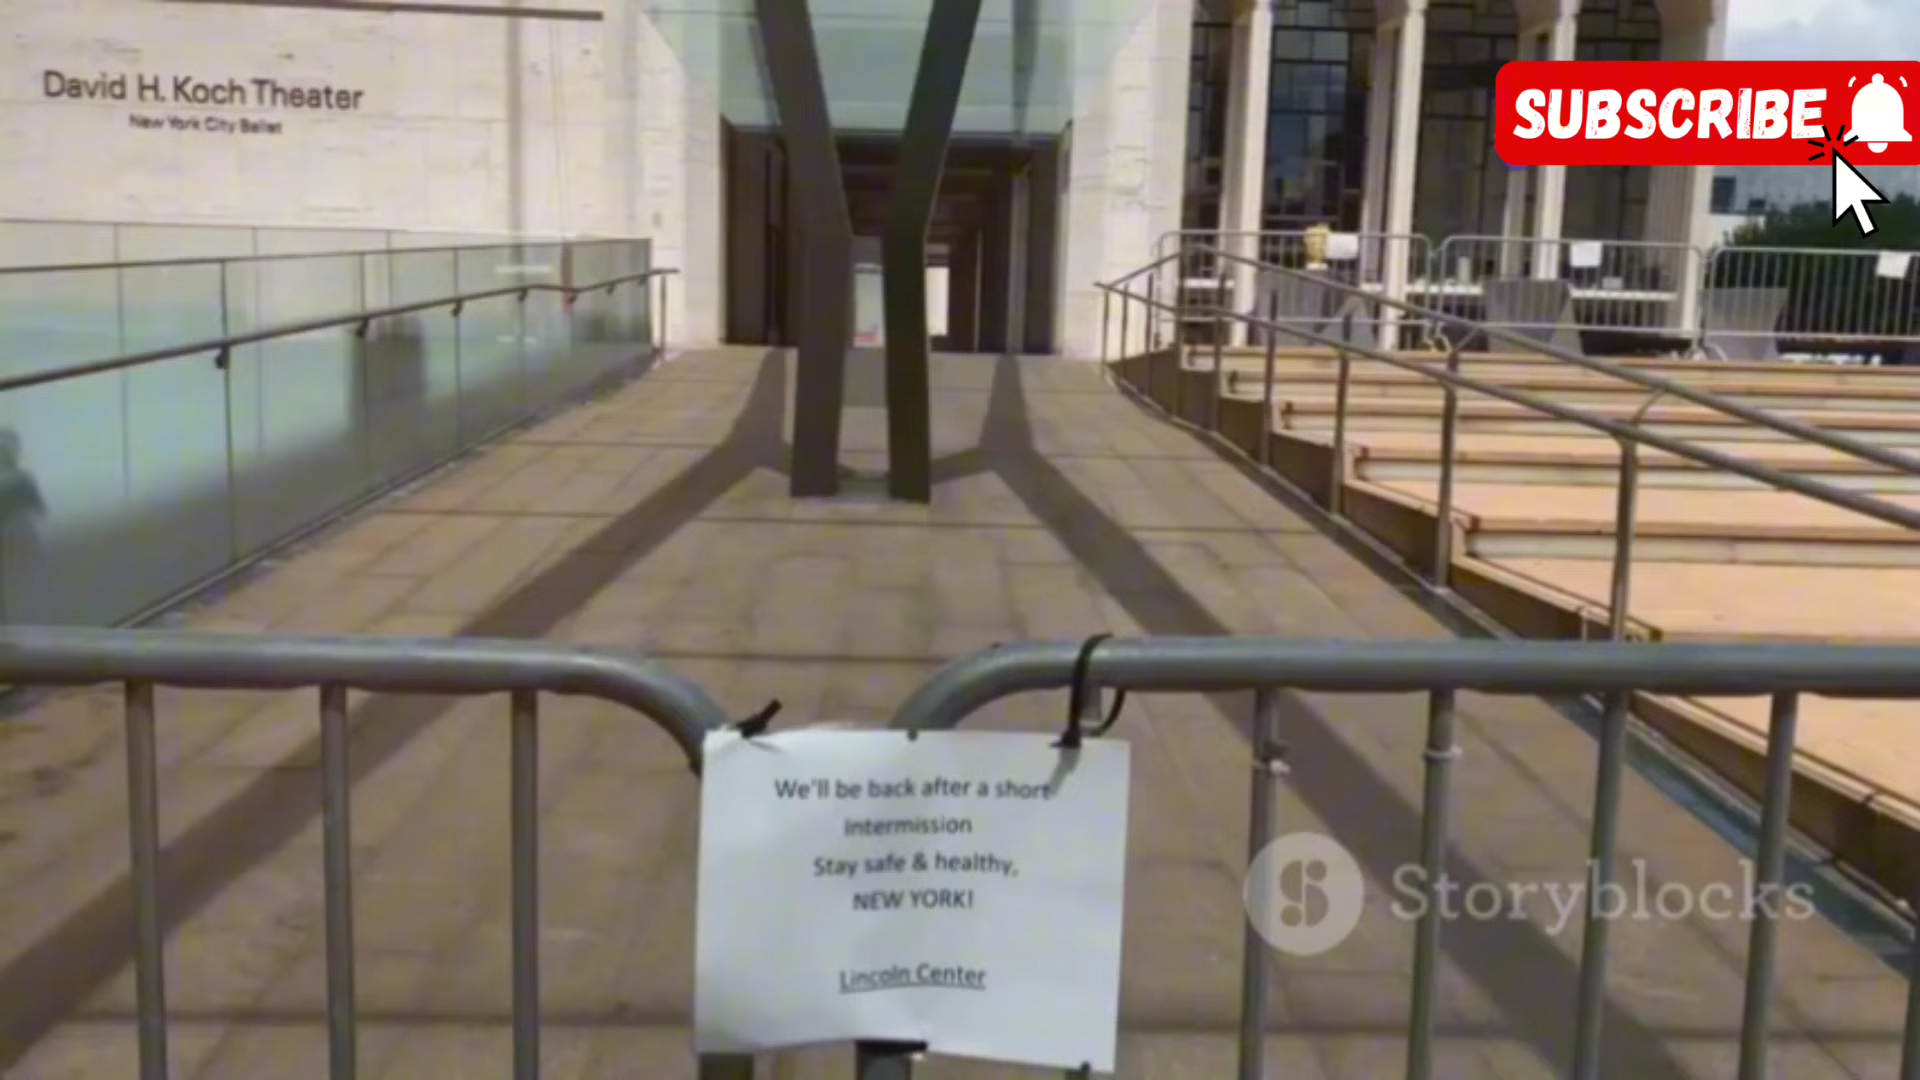 David H. Koch Theater
New York City Ballet
SUBSCRIBE
We'll be back after a short
Intermission
Stay safe & healthy,
NEW YORK!
Lincoln Center
Storyblocks